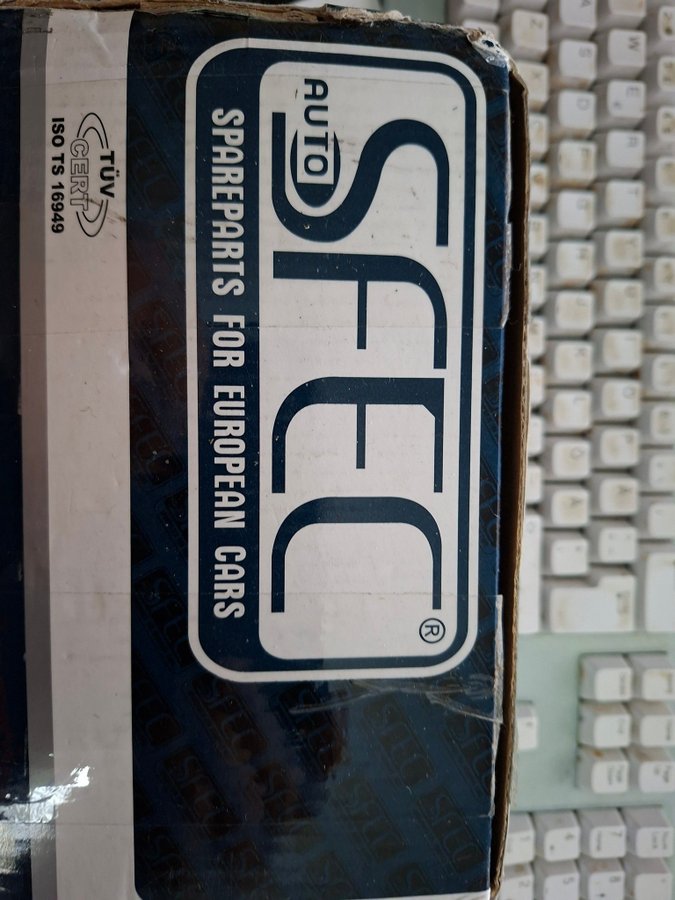 SFEC ®
AUTO
SPAREPARTS FOR EUROPEAN CARS
TÜV
CERT
ISO TS 16949